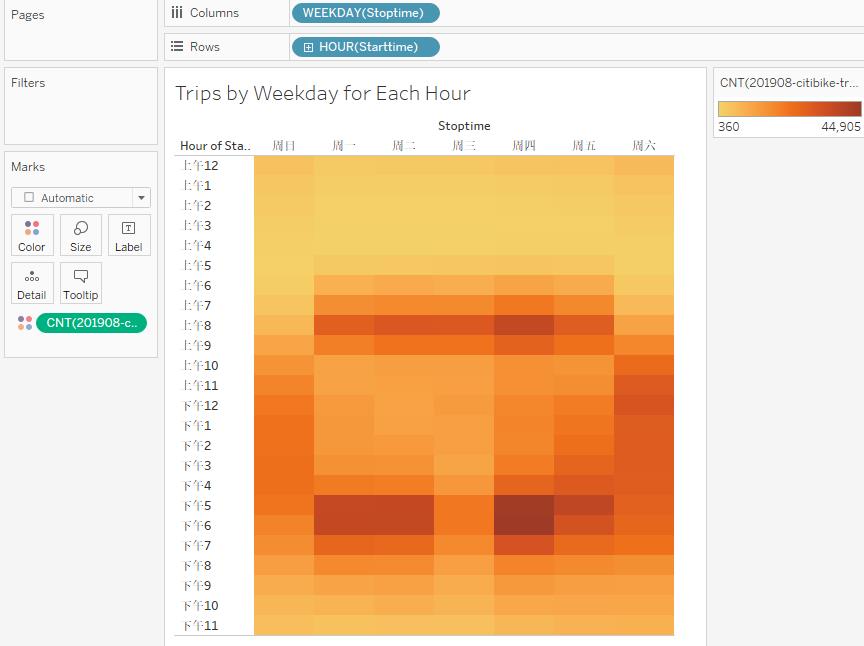 Pages
Columns
WEEKDAY(Stoptime)
Rows
HOUR(Starttime)
Filters
Marks
Automatic
Color
Size
Label
Detail
Tooltip
CNT(201908-c..
Trips by Weekday for Each Hour
Stoptime
Hour of Sta.. 周日 周一 周二 周三 周四 周五 周六
上午12
上午1
上午2
上午3
上午4
上午5
上午6
上午7
上午8
上午9
上午10
上午11
下午12
下午1
下午2
下午3
下午4
下午5
下午6
下午7
下午8
下午9
下午10
下午11
CNT(201908-citibike-tr...
360 44,905